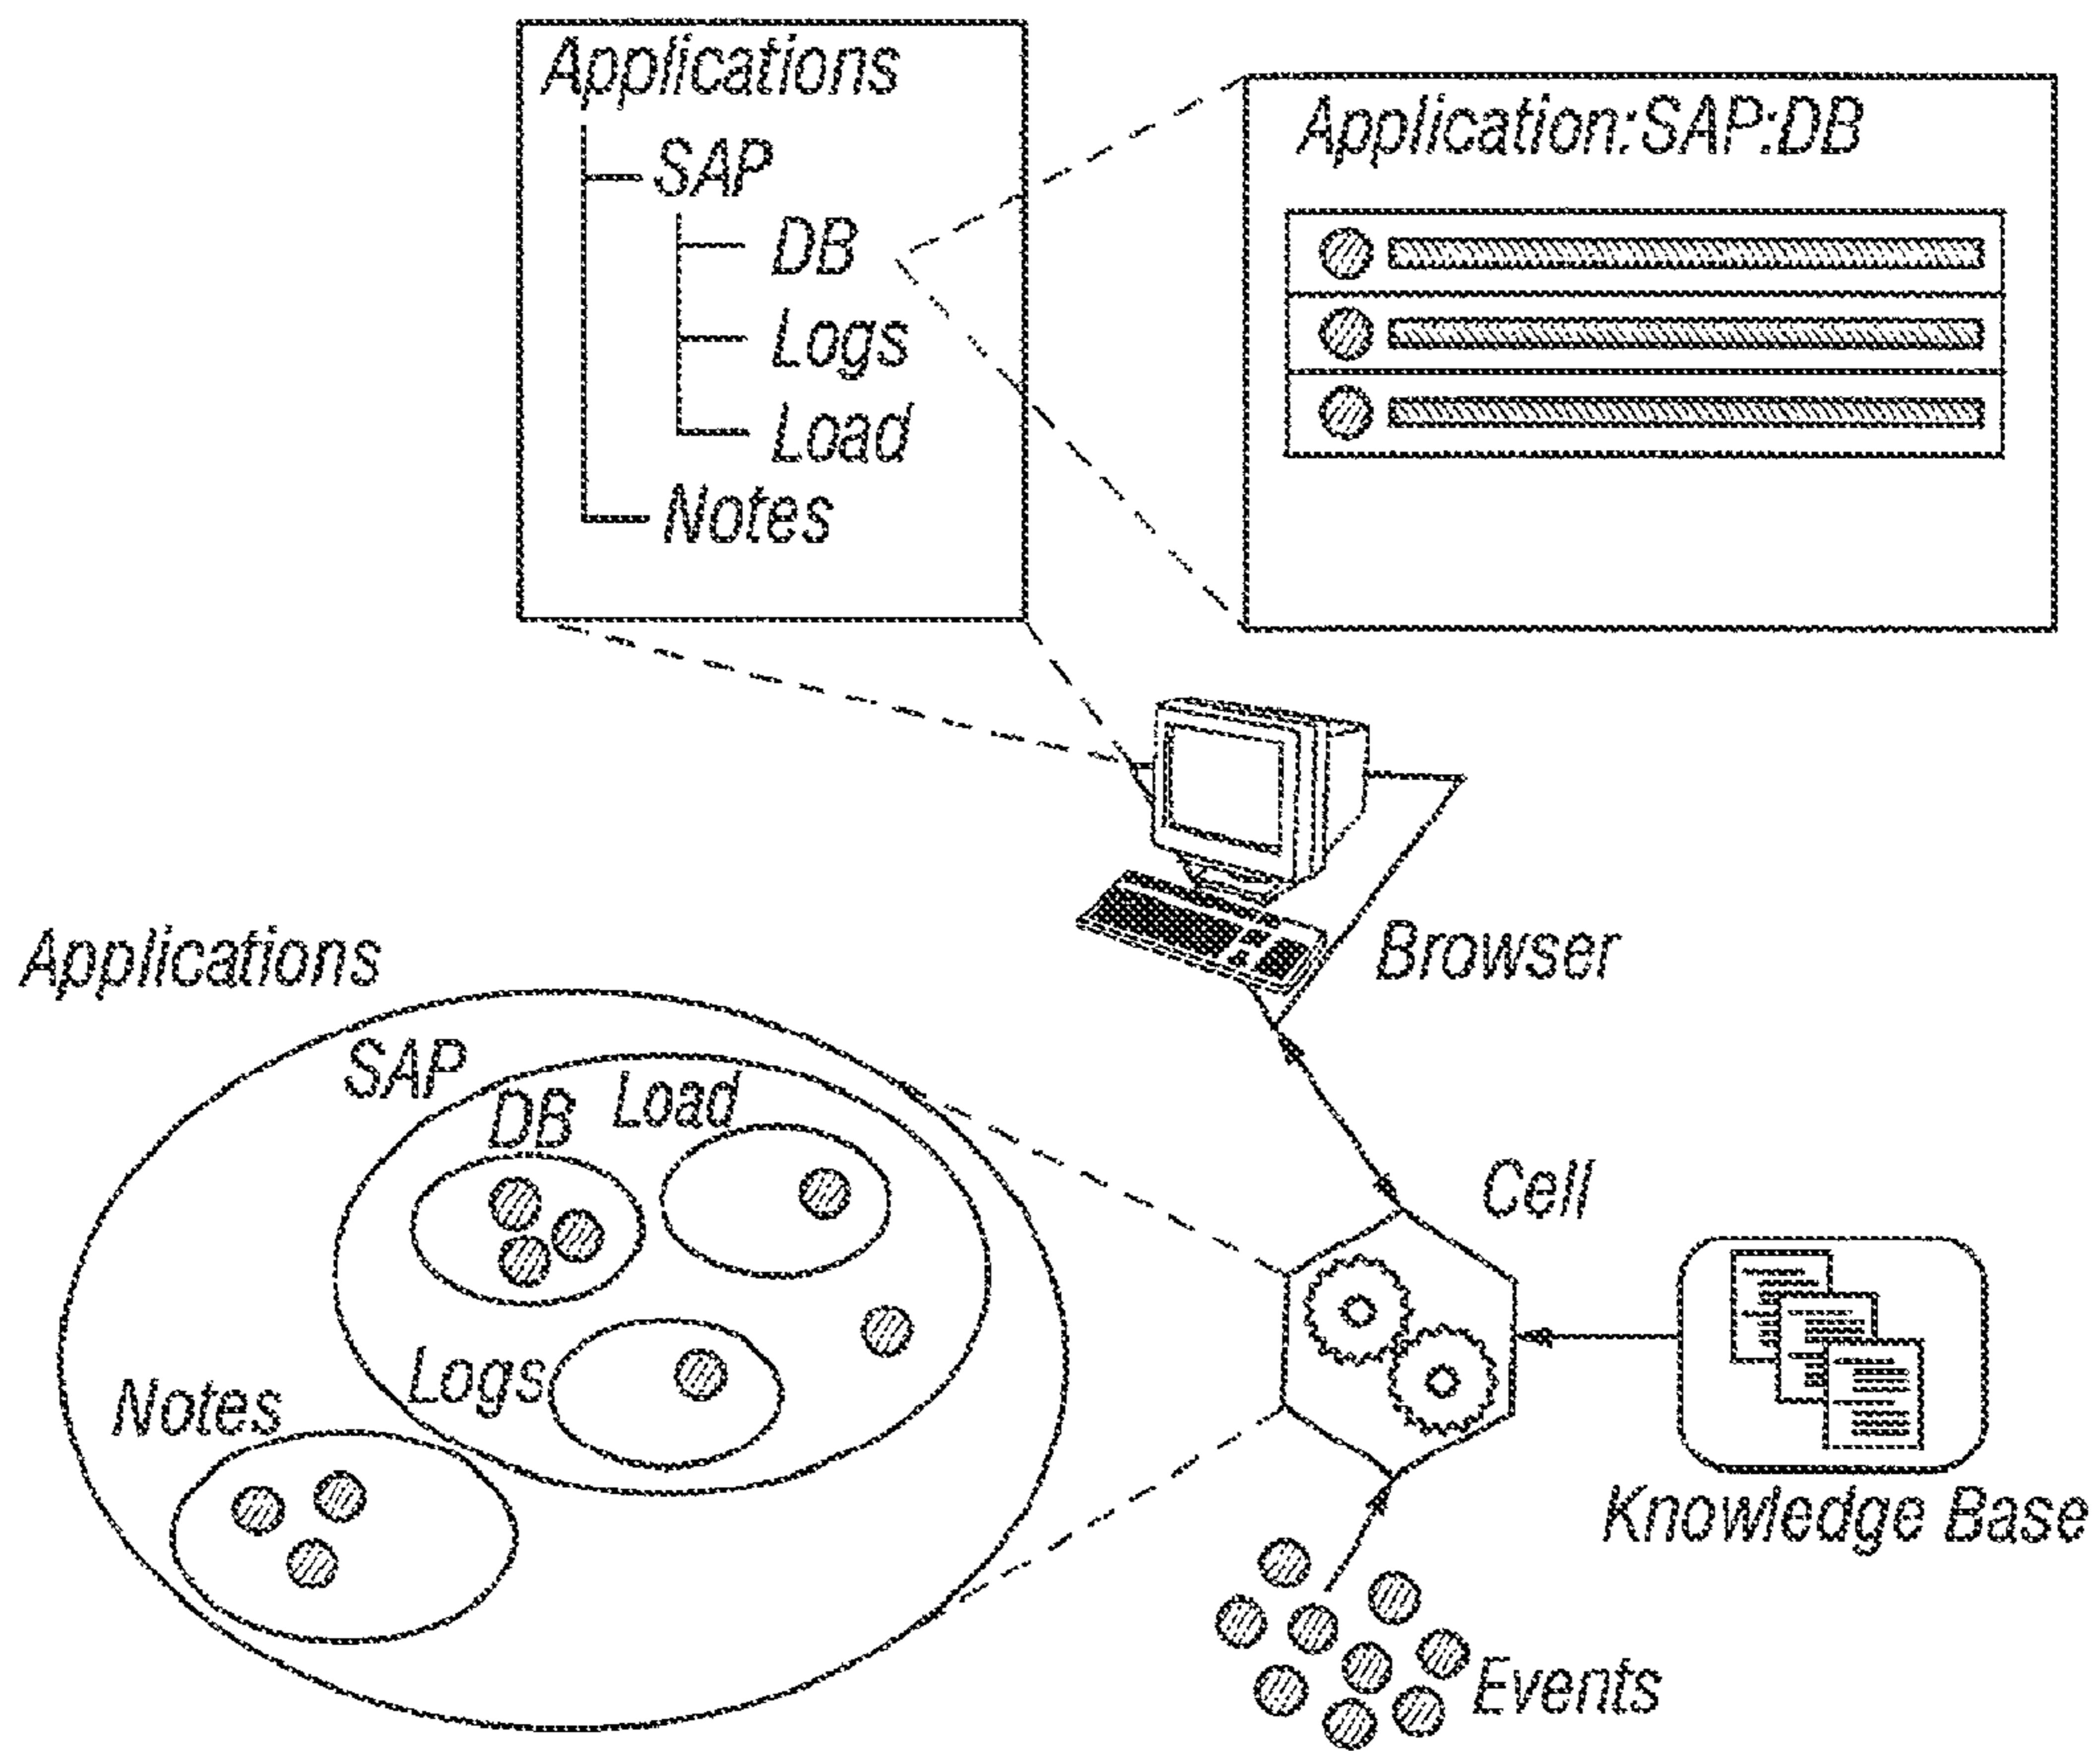 Applications
SAP
DB
Logs
Load
Notes
Application:SAP:DB
Browser
Applications
SAP
DB
Load
Logs
Notes
Cell
Knowledge Base
Events